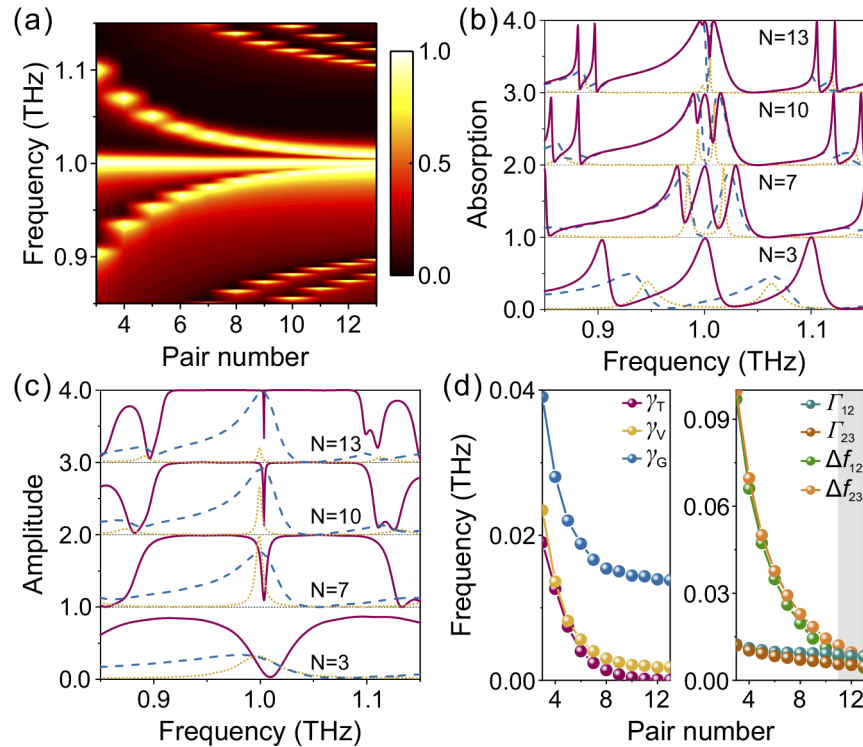 (a)
Frequency (THz)
1.1
1.0
0.9
4 6 8 10 12
Pair number
1.0
0.5
0.0
(b)
Absorption
4.0
3.0
2.0
1.0
0.0
N=13
N=10
N=7
N=3
0.9 1.0 1.1
Frequency (THz)
(c)
Amplitude
4.0
3.0
2.0
1.0
0.0
N=13
N=10
N=7
N=3
0.9 1.0 1.1
Frequency (THz)
(d)
Frequency (THz)
0.04
0.02
0.00
γT
γV
γG
4 8 12
0.09
0.06
0.03
0.00
Γ12
Γ23
Δf12
Δf23
4 8 12
Pair number